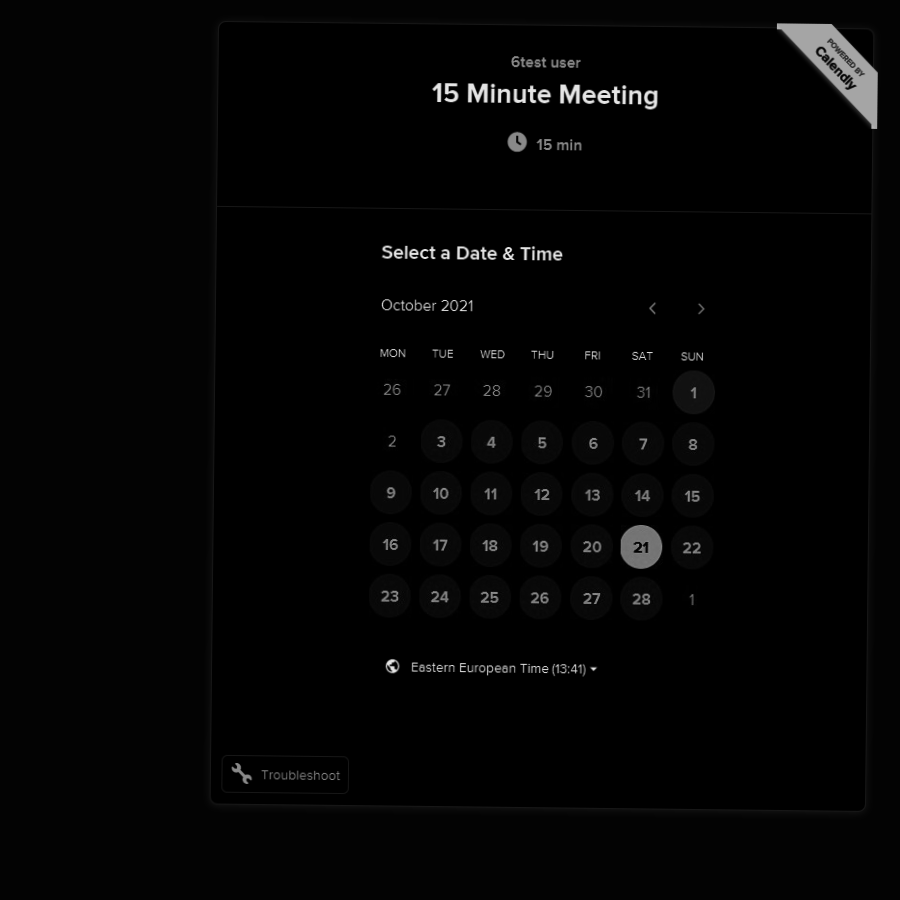 POWERED BY
Calendly
6test user
15 Minute Meeting
15 min
Select a Date & Time
October 2021
MON TUE WED THU FRI SAT SUN
26 27 28 29 30 31 1
2 3 4 5 6 7 8
9 10 11 12 13 14 15
16 17 18 19 20 21 22
23 24 25 26 27 28 1
Eastern European Time (13:41)
Troubleshoot